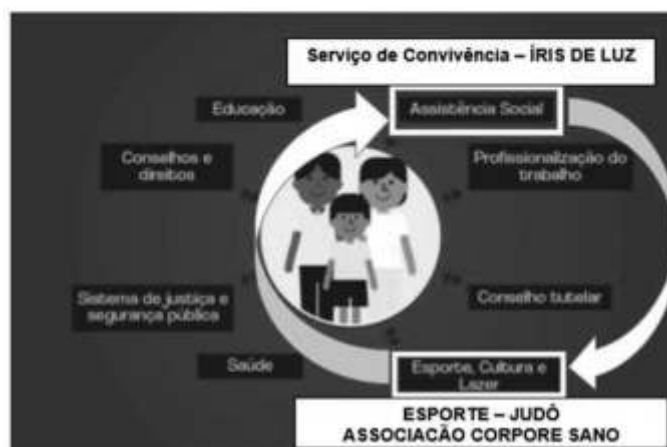 Serviço de Convivência – ÍRIS DE LUZ
Educação
Assistência Social
Conselhos e
direitos
Profissionalização do
trabalho
Sistema de justiça e
segurança pública
Conselho tutelar
Saúde
Esporte, Cultura e
Lazer
ESPORTE – JUDÔ
ASSOCIACÃO CORPORE SANO